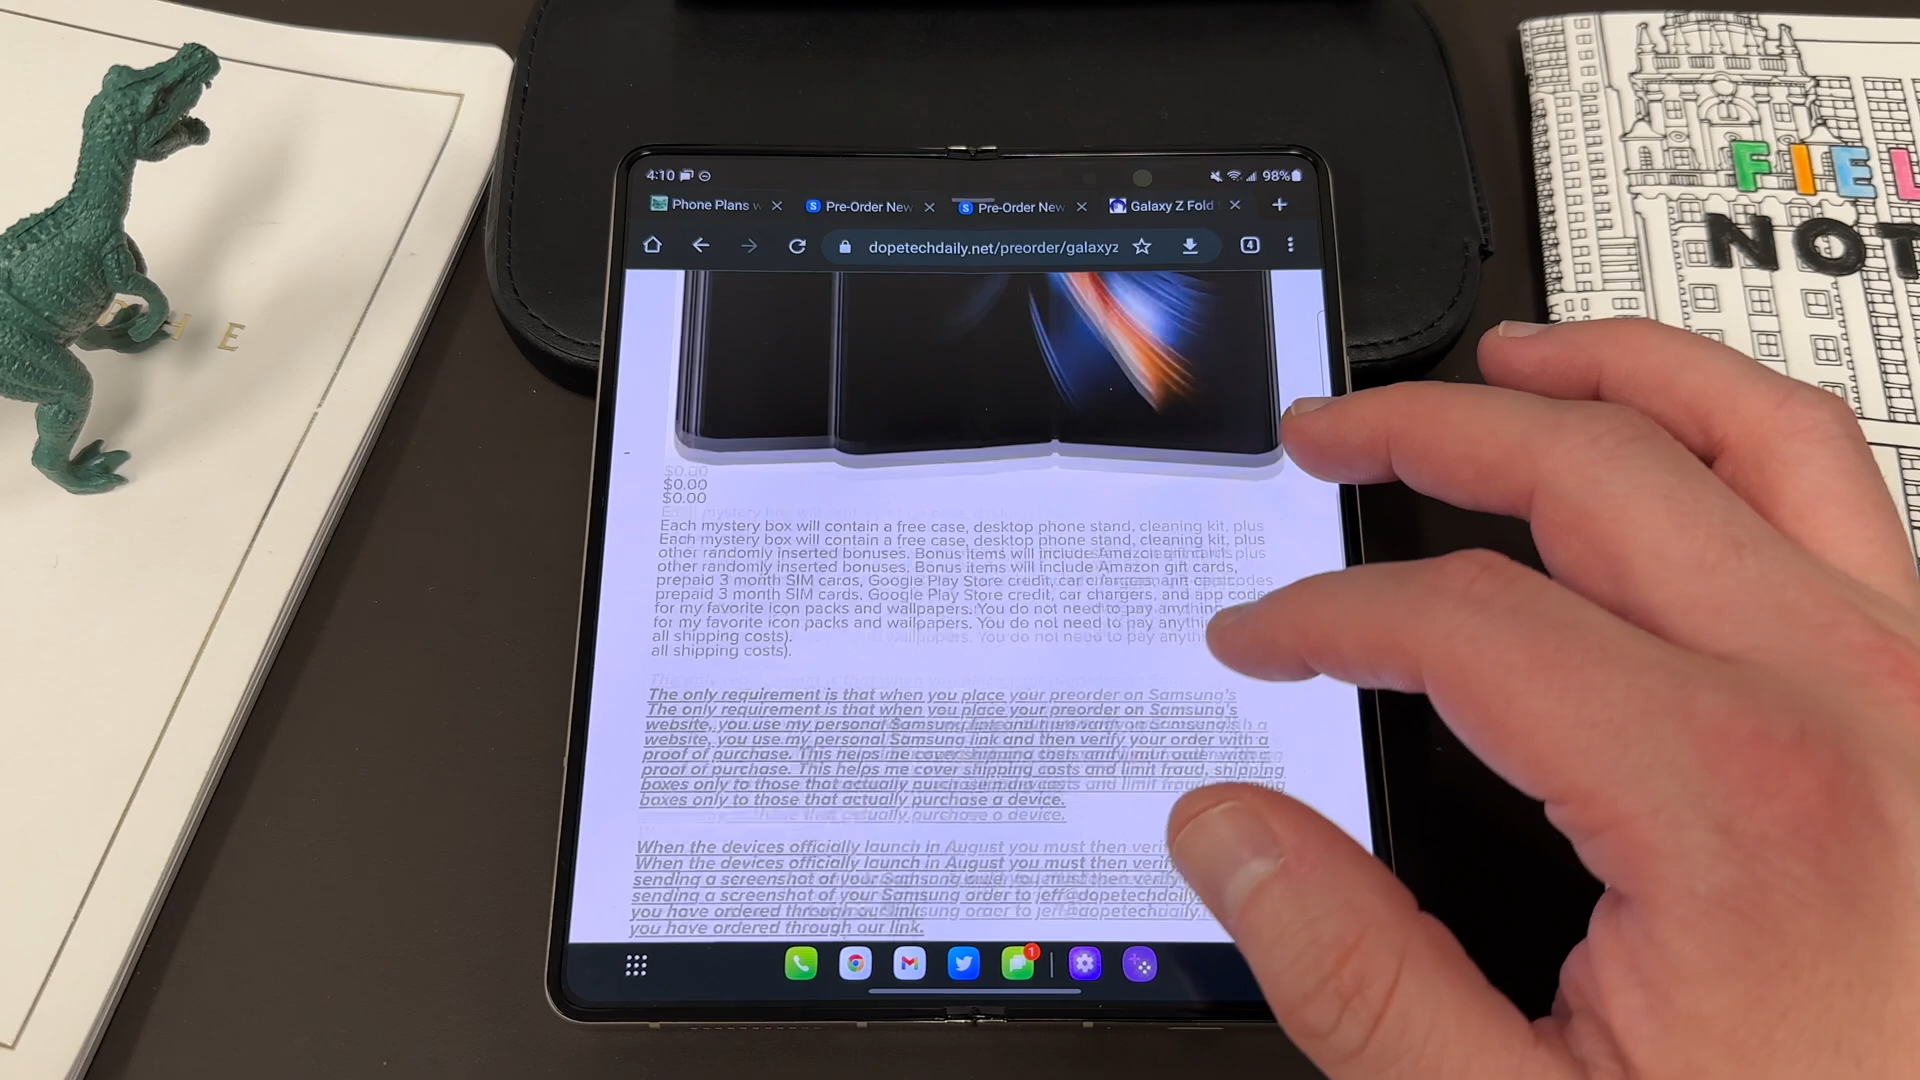 THE
FIEL
NOT
4:10
98%
Phone Plans w
Pre-Order New
Pre-Order New
Galaxy Z Fold
dopetechdaily.net/preorder/galaxyz
4
$0.00
Each mystery box will contain a free case, desktop phone stand, cleaning kit, plus
other randomly inserted bonuses. Bonus items will include Amazon gift cards,
prepaid 3 month SIM cards, Google Play Store credit, car chargers, and app codes
for my favorite icon packs and wallpapers. You do not need to pay anything
all shipping costs).
The only requirement is that when you place your preorder on Samsung's
website, you use my personal Samsung link and then verify your order with a
proof of purchase. This helps me cover shipping costs and limit fraud, shipping
boxes only to those that actually purchase a device.
When the devices officially launch in August you must then verify
sending a screenshot of your Samsung order to jeff@dopetechdaily.
you have ordered through our link.
1